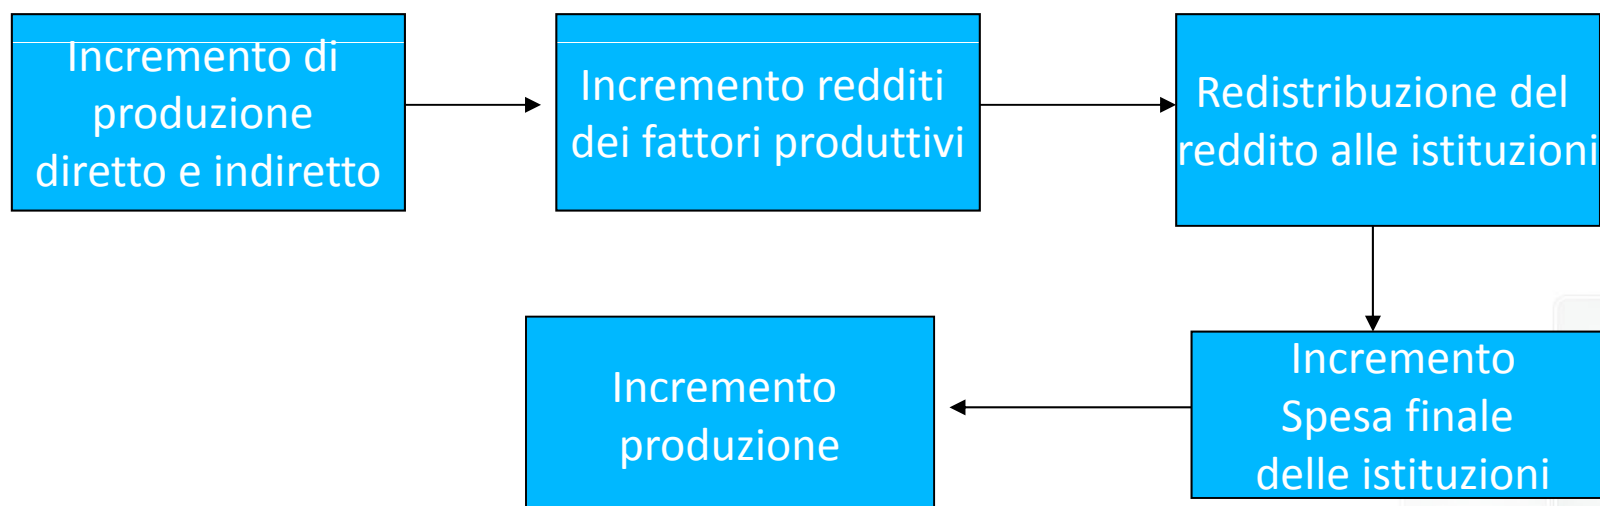 Incremento di
produzione
diretto e indiretto
Incremento redditi
dei fattori produttivi
Redistribuzione del
reddito alle istituzioni
Incremento
Spesa finale
delle istituzioni
Incremento
produzione